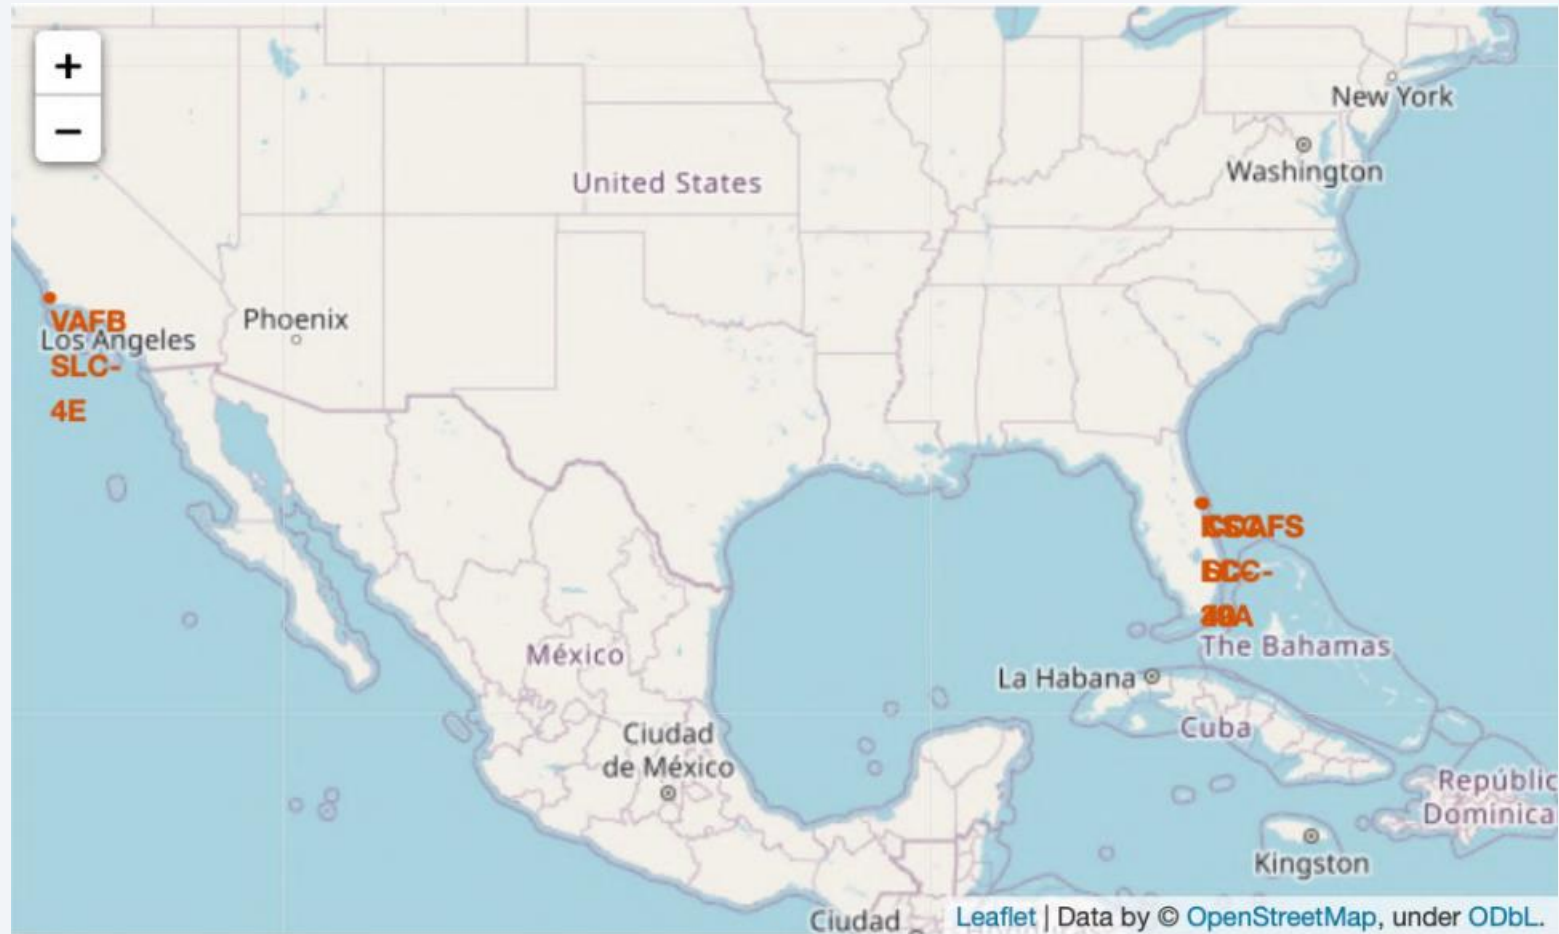 +
−
New York
Washington
United States
VAFB
Los Angeles
SLC-
4E
Phoenix
México
La Habana
The Bahamas
Cuba
Ciudad
de México
Repúblic
Dominica
Kingston
Ciudad
Leaflet | Data by © OpenStreetMap, under ODbL.